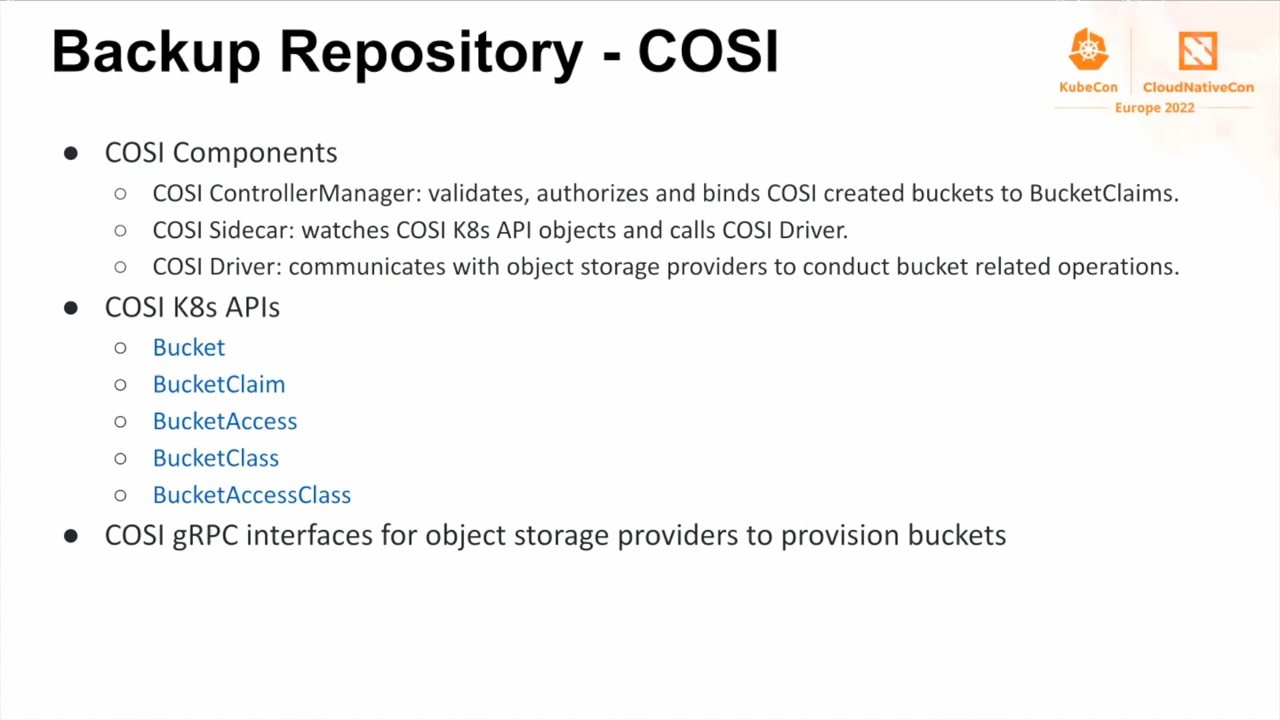 Backup Repository - COSI
KubeCon
CloudNativeCon
Europe 2022
● COSI Components
○ COSI ControllerManager: validates, authorizes and binds COSI created buckets to BucketClaims.
○ COSI Sidecar: watches COSI K8s API objects and calls COSI Driver.
○ COSI Driver: communicates with object storage providers to conduct bucket related operations.
● COSI K8s APIs
○ Bucket
○ BucketClaim
○ BucketAccess
○ BucketClass
○ BucketAccessClass
● COSI gRPC interfaces for object storage providers to provision buckets